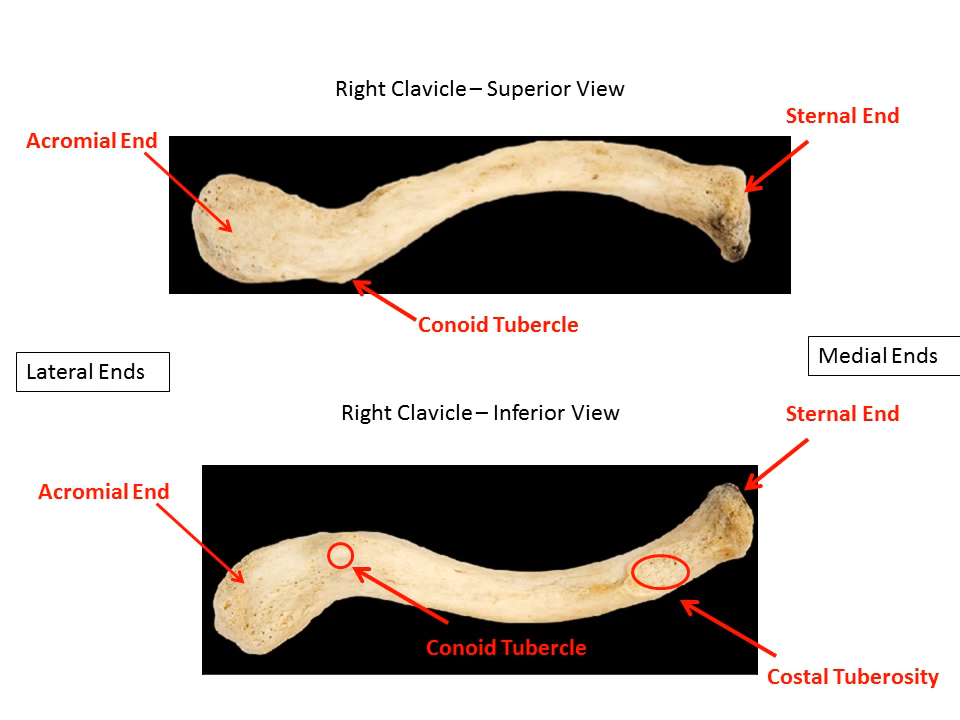 Right Clavicle – Superior View
Sternal End
Acromial End
Conoid Tubercle
Medial Ends
Lateral Ends
Right Clavicle – Inferior View
Sternal End
Acromial End
Conoid Tubercle
Costal Tuberosity